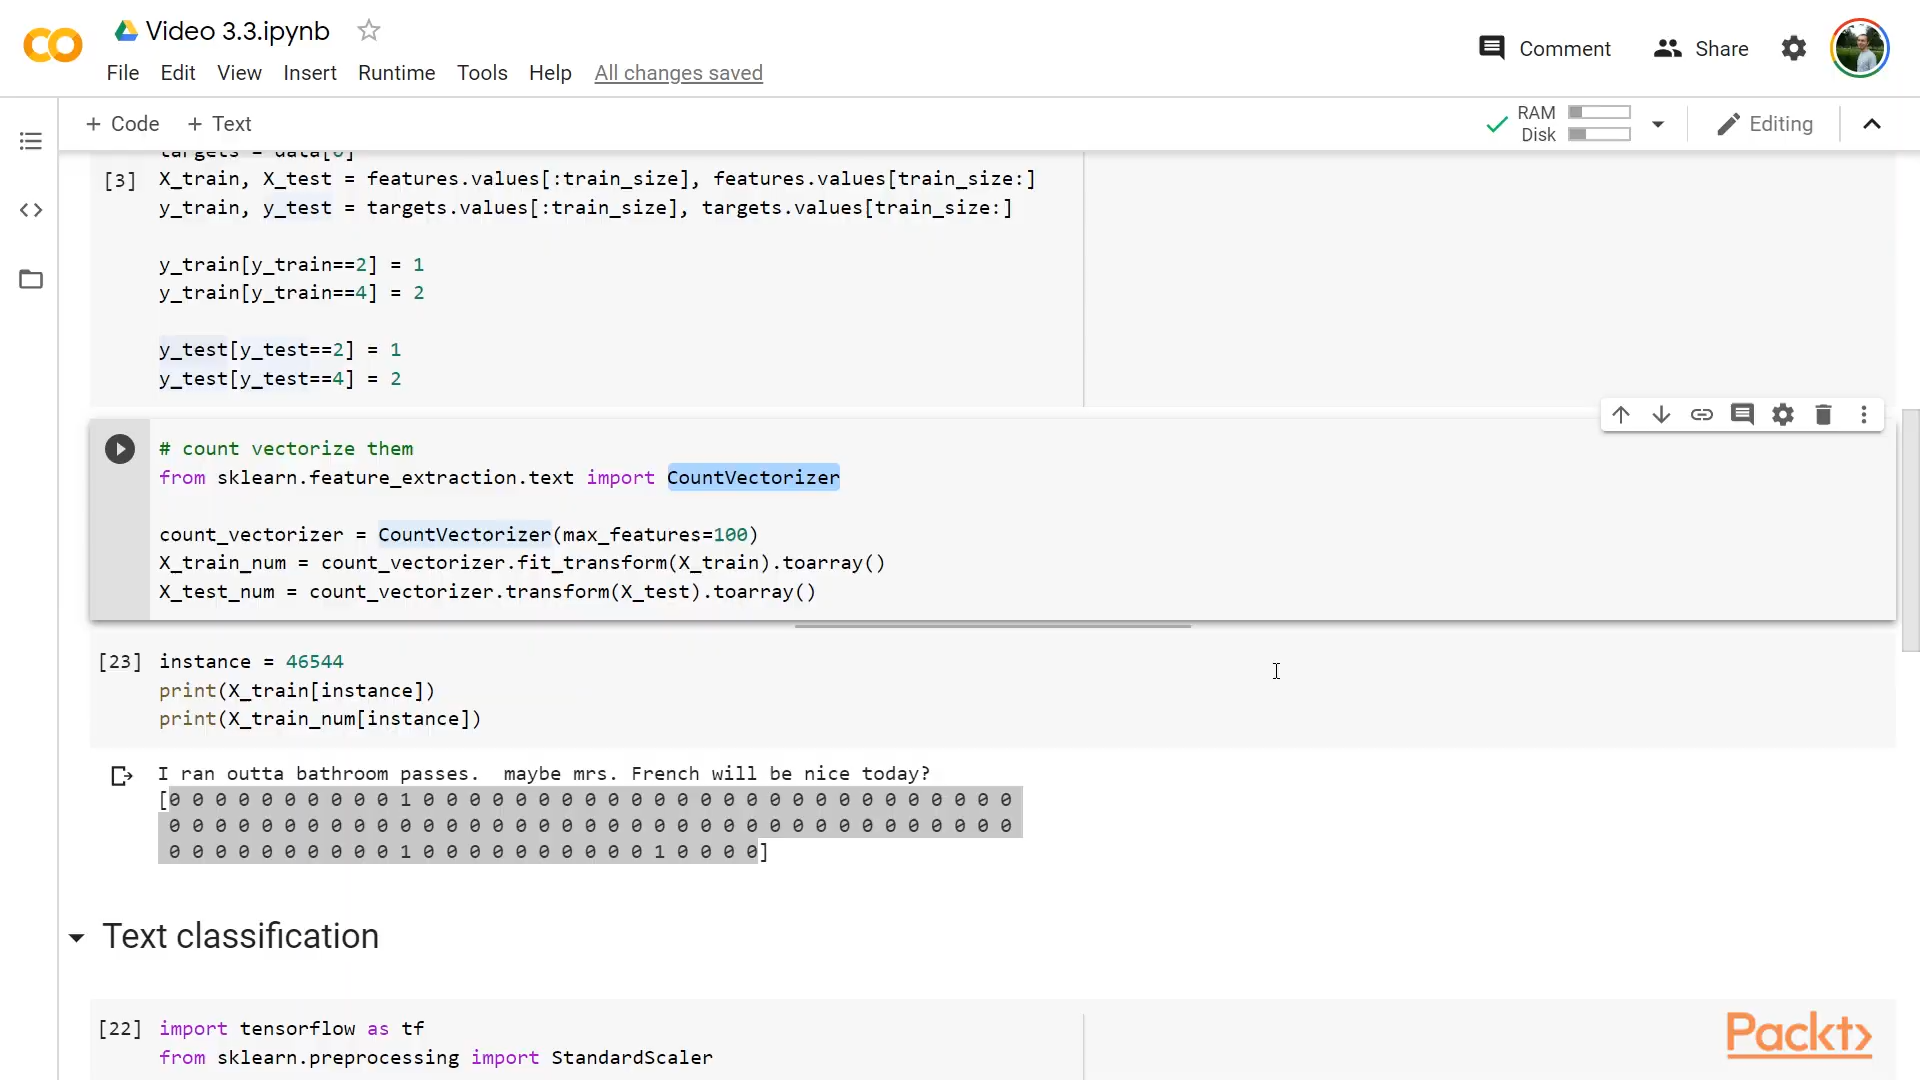 Video 3.3.ipynb
File Edit View Insert Runtime Tools Help All changes saved
Comment Share
+ Code + Text
RAM
Disk
Editing
targets = data[0]
[3] X_train, X_test = features.values[:train_size], features.values[train_size:]
y_train, y_test = targets.values[:train_size], targets.values[train_size:]
y_train[y_train==2] = 1
y_train[y_train==4] = 2
y_test[y_test==2] = 1
y_test[y_test==4] = 2
# count vectorize them
from sklearn.feature_extraction.text import CountVectorizer
count_vectorizer = CountVectorizer(max_features=100)
X_train_num = count_vectorizer.fit_transform(X_train).toarray()
X_test_num = count_vectorizer.transform(X_test).toarray()
[23] instance = 46544
print(X_train[instance])
print(X_train_num[instance])
I ran outta bathroom passes.  maybe mrs. French will be nice today?
[0 0 0 0 0 0 0 0 0 0 1 0 0 0 0 0 0 0 0 0 0 0 0 0 0 0 0 0 0 0 0 0 0 0 0 0 0
0 0 0 0 0 0 0 0 0 0 0 0 0 0 0 0 0 0 0 0 0 0 0 0 0 0 0 0 0 0 0 0 0 0 0 0 0
0 0 0 0 0 0 0 0 0 0 1 0 0 0 0 0 0 0 0 0 0 1 0 0 0 0]
Text classification
[22] import tensorflow as tf
from sklearn.preprocessing import StandardScaler
Packt>